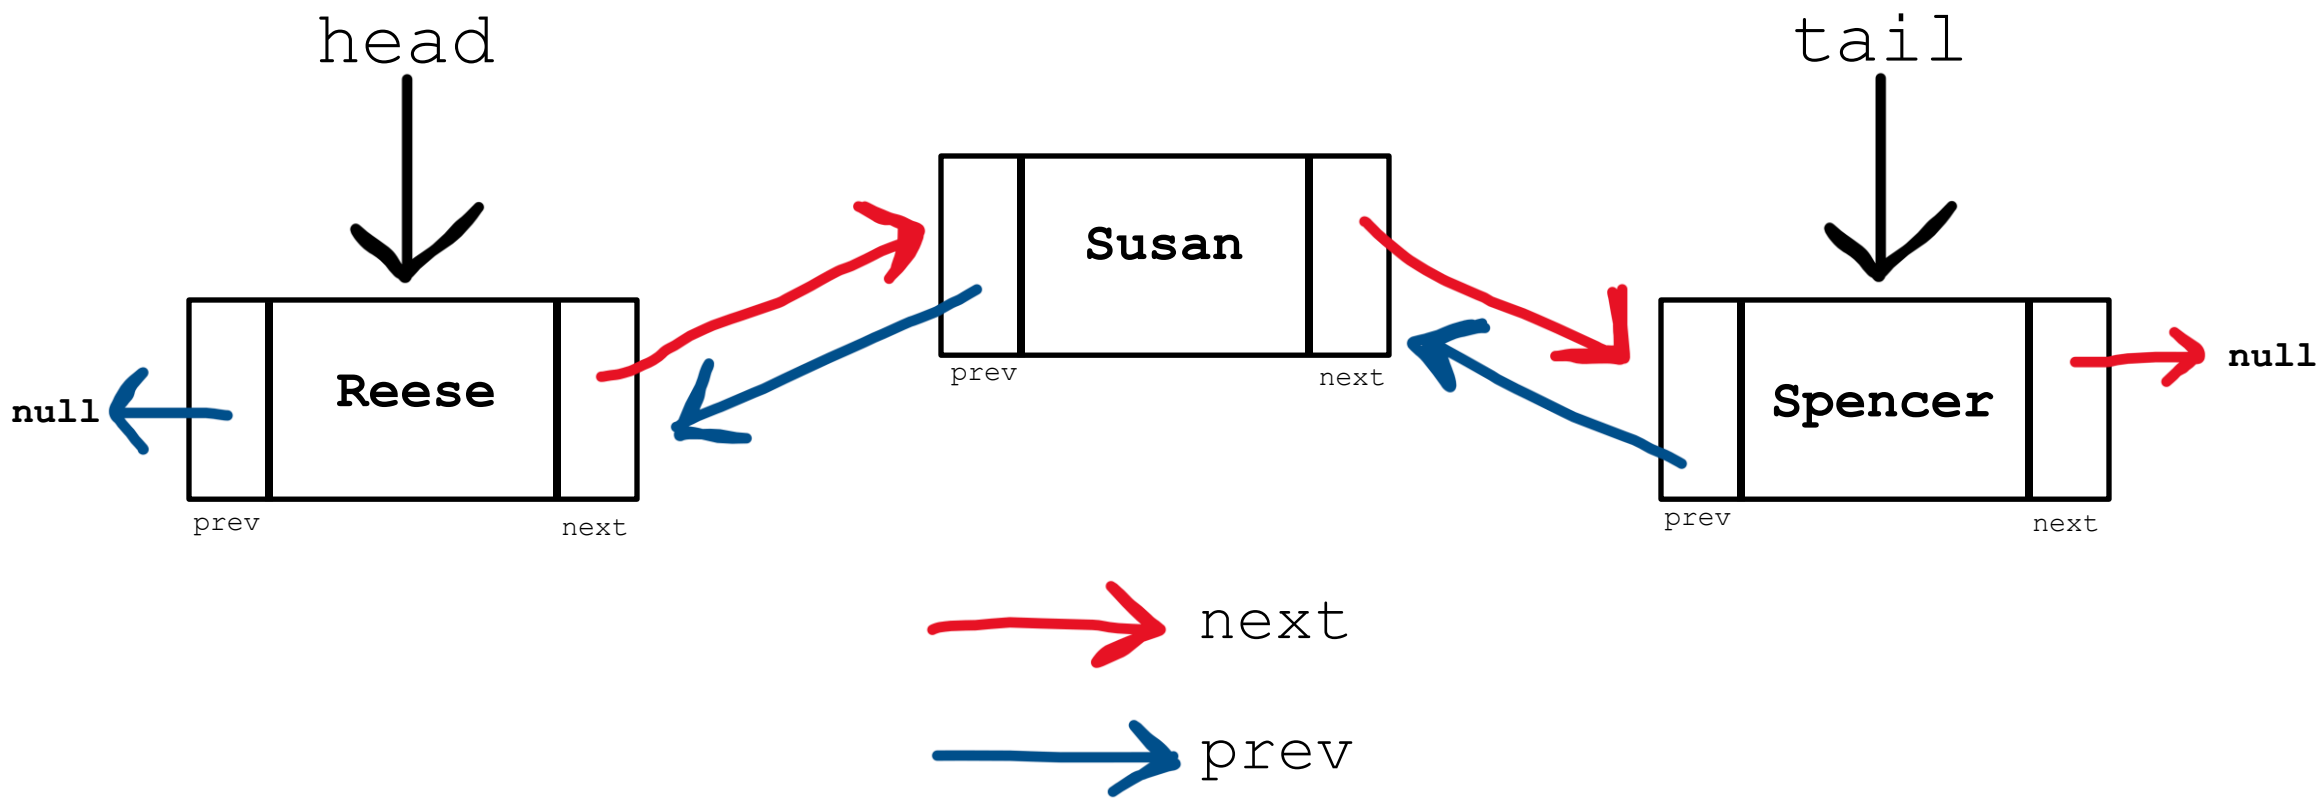 head
tail
Susan
prev
next
Reese
null
prev
next
Spencer
null
prev
next
next
prev